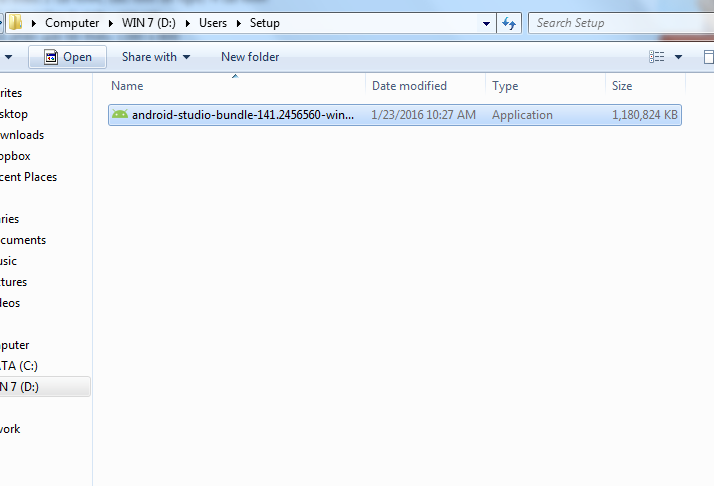 Computer WIN 7 (D:) Users Setup Search Setup
Open Share with New folder
Name Date modified Type Size
android-studio-bundle-141.2456560-win... 1/23/2016 10:27 AM Application 1,180,824 KB
rites
sktop
wnloads
opbox
cent Places
aries
cuments
usic
ctures
deos
mputer
ATA (C:)
N 7 (D:)
work